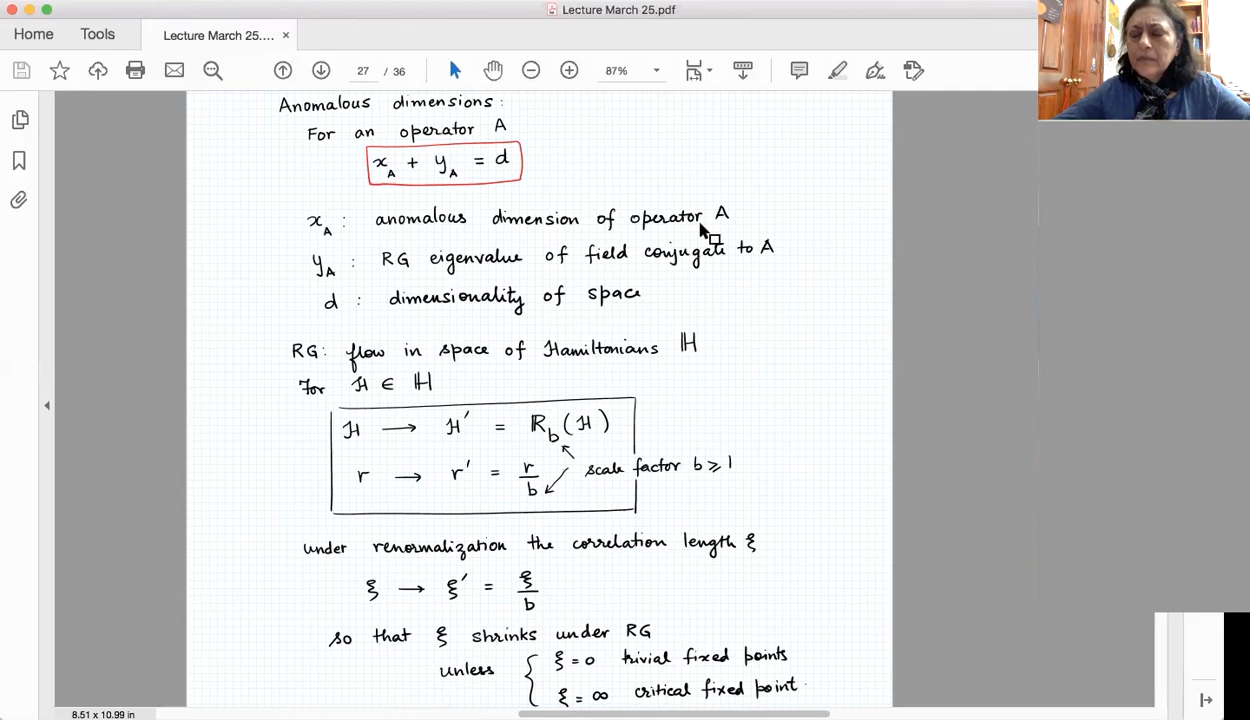 Lecture March 25.pdf
Home Tools Lecture March 25.... ×
27 / 36 87%
Anomalous dimensions:
For an operator A
x_A + y_A = d
x_A : anomalous dimension of operator A
y_A : RG eigenvalue of field conjugate to A
d : dimensionality of space
RG: flow in space of Hamiltonians ℍ
For ℋ ∈ ℍ
ℋ → ℋ' = ℝ_b (ℋ)
r → r' = r/b scale factor b ⩾ 1
under renormalization the correlation length ξ
ξ → ξ' = ξ/b
so that ξ shrinks under RG
unless { ξ = 0 trivial fixed points
ξ = ∞ critical fixed point
8.51 x 10.99 in